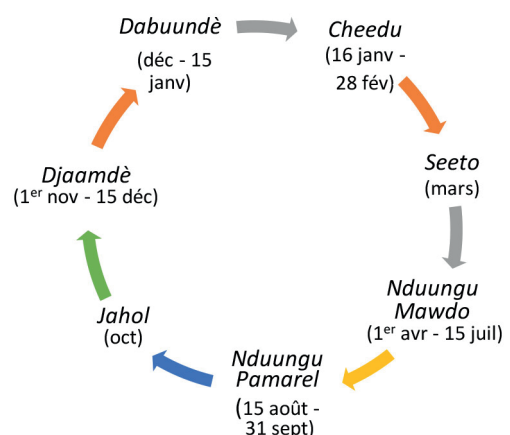 Dabuundè
(déc - 15
janv)
Cheedu
(16 janv -
28 fév)
Seeto
(mars)
Nduungu
Mawdo
(1er avr - 15 juil)
Nduungu
Pamarel
(15 août -
31 sept)
Jahol
(oct)
Djaamdè
(1er nov - 15 déc)